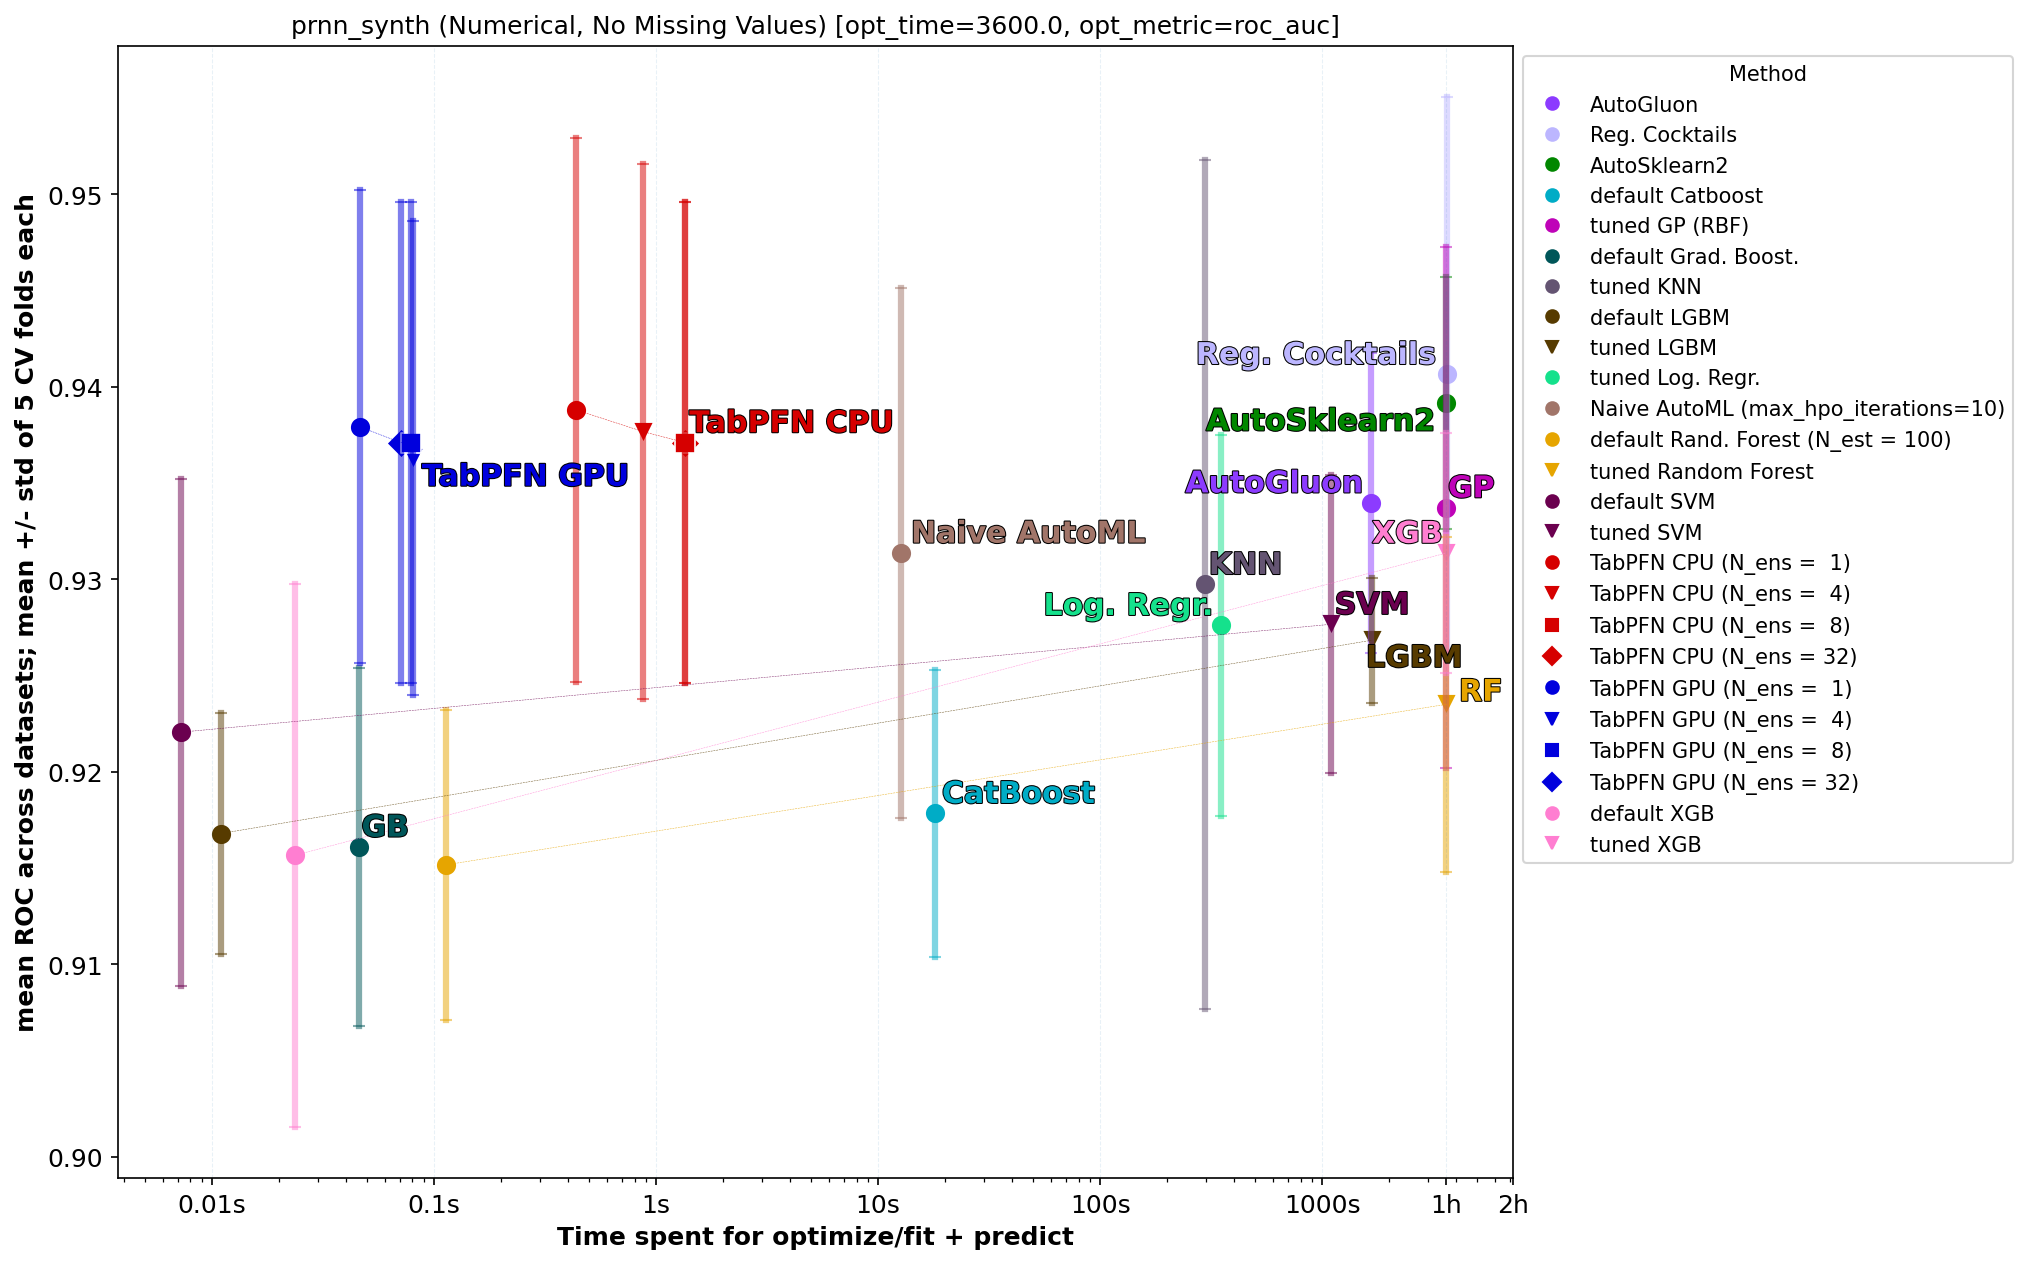 prnn_synth (Numerical, No Missing Values) [opt_time=3600.0, opt_metric=roc_auc]
mean ROC across datasets; mean +/- std of 5 CV folds each
0.95
0.94
0.93
0.92
0.91
0.90
Reg. Cocktails
TabPFN CPU
AutoSklearn2
TabPFN GPU
AutoGluon
GP
Naive AutoML
XGB
KNN
Log. Regr.
SVM
LGBM
RF
CatBoost
GB
0.01s
0.1s
1s
10s
100s
1000s
1h
2h
Time spent for optimize/fit + predict
Method
AutoGluon
Reg. Cocktails
AutoSklearn2
default Catboost
tuned GP (RBF)
default Grad. Boost.
tuned KNN
default LGBM
tuned LGBM
tuned Log. Regr.
Naive AutoML (max_hpo_iterations=10)
default Rand. Forest (N_est = 100)
tuned Random Forest
default SVM
tuned SVM
TabPFN CPU (N_ens =  1)
TabPFN CPU (N_ens =  4)
TabPFN CPU (N_ens =  8)
TabPFN CPU (N_ens = 32)
TabPFN GPU (N_ens =  1)
TabPFN GPU (N_ens =  4)
TabPFN GPU (N_ens =  8)
TabPFN GPU (N_ens = 32)
default XGB
tuned XGB